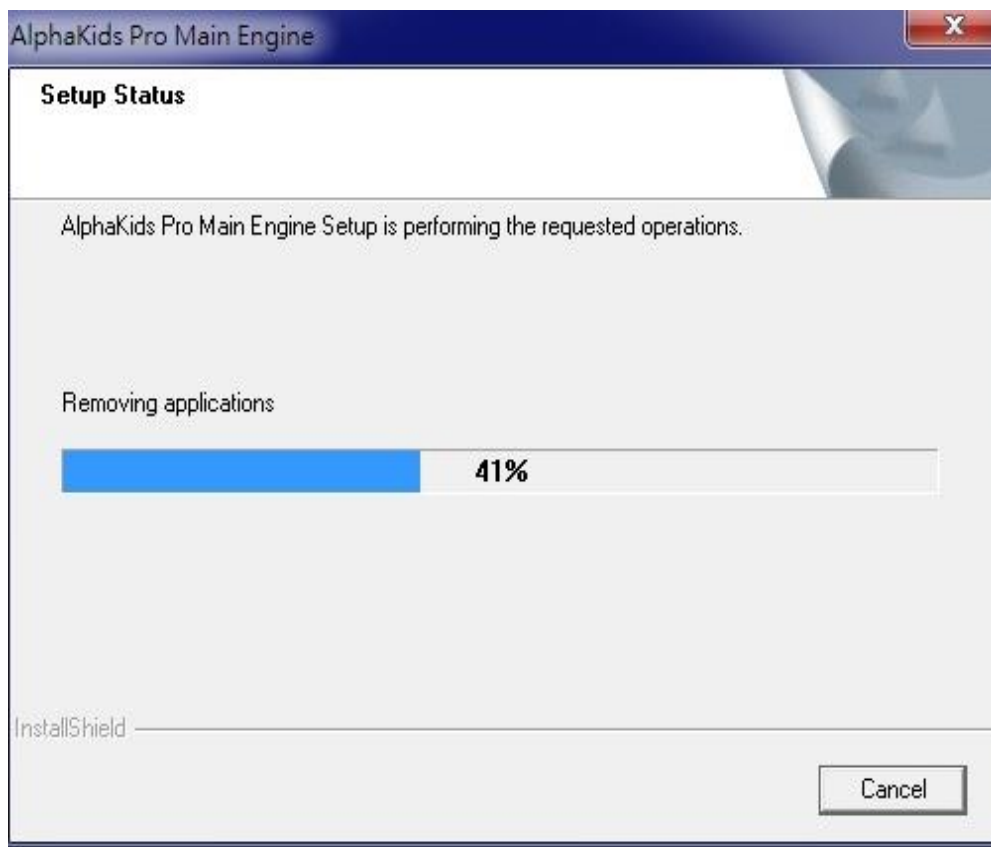 AlphaKids Pro Main Engine
Setup Status
AlphaKids Pro Main Engine Setup is performing the requested operations.
Removing applications
41%
InstallShield
Cancel